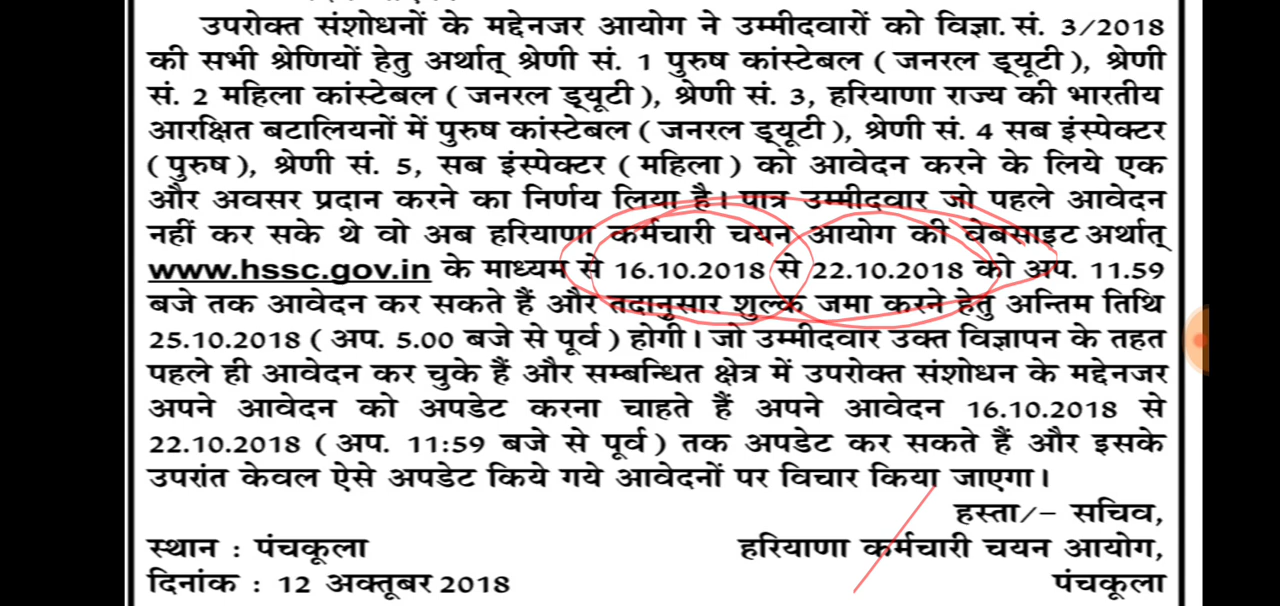 उपरोक्त संशोधनों के मद्देनजर आयोग ने उम्मीदवारों को विज्ञा. सं. 3/2018
की सभी श्रेणियों हेतु अर्थात् श्रेणी सं. 1 पुरुष कांस्टेबल ( जनरल ड्यूटी ), श्रेणी
सं. 2 महिला कांस्टेबल ( जनरल ड्यूटी ), श्रेणी सं. 3, हरियाणा राज्य की भारतीय
आरक्षित बटालियनों में पुरुष कांस्टेबल ( जनरल ड्यूटी ), श्रेणी सं. 4 सब इंस्पेक्टर
( पुरुष ), श्रेणी सं. 5, सब इंस्पेक्टर ( महिला ) को आवेदन करने के लिये एक
और अवसर प्रदान करने का निर्णय लिया है। पात्र उम्मीदवार जो पहले आवेदन
नहीं कर सके थे वो अब हरियाणा कर्मचारी चयन आयोग की वेबसाइट अर्थात्
www.hssc.gov.in के माध्यम से 16.10.2018 से 22.10.2018 को अप. 11.59
बजे तक आवेदन कर सकते हैं और तदानुसार शुल्क जमा करने हेतु अन्तिम तिथि
25.10.2018 ( अप. 5.00 बजे से पूर्व ) होगी। जो उम्मीदवार उक्त विज्ञापन के तहत
पहले ही आवेदन कर चुके हैं और सम्बन्धित क्षेत्र में उपरोक्त संशोधन के मद्देनजर
अपने आवेदन को अपडेट करना चाहते हैं अपने आवेदन 16.10.2018 से
22.10.2018 ( अप. 11:59 बजे से पूर्व ) तक अपडेट कर सकते हैं और इसके
उपरांत केवल ऐसे अपडेट किये गये आवेदनों पर विचार किया जाएगा।
हस्ता/- सचिव,
स्थान : पंचकूला हरियाणा कर्मचारी चयन आयोग,
दिनांक : 12 अक्तूबर 2018 पंचकूला